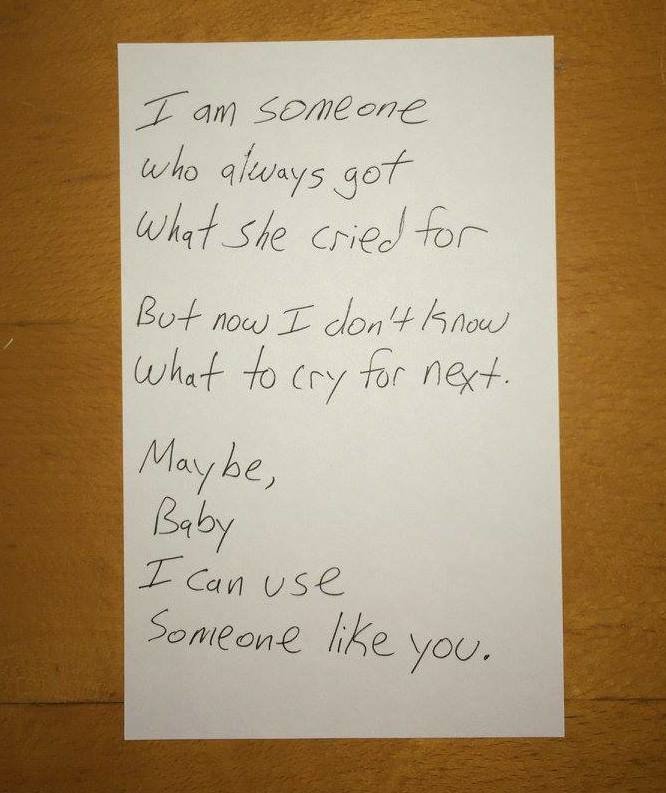 I am someone
who always got
what she cried for
But now I don't know
what to cry for next.
Maybe,
Baby
I can use
Someone like you.